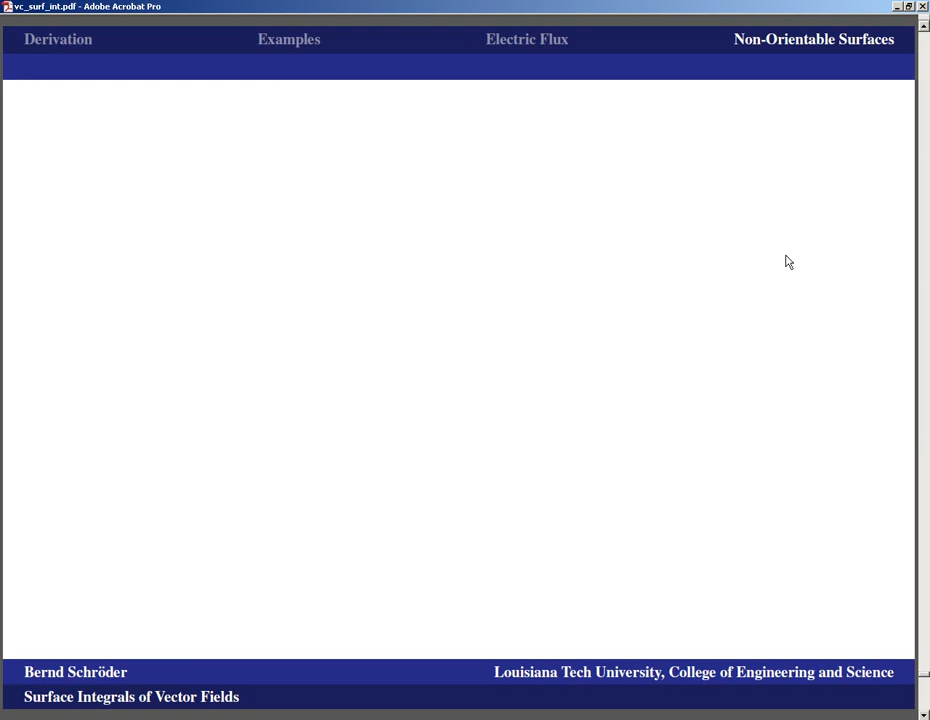 vc_surf_int.pdf - Adobe Acrobat Pro
Derivation Examples Electric Flux Non-Orientable Surfaces
Bernd Schröder Louisiana Tech University, College of Engineering and Science
Surface Integrals of Vector Fields